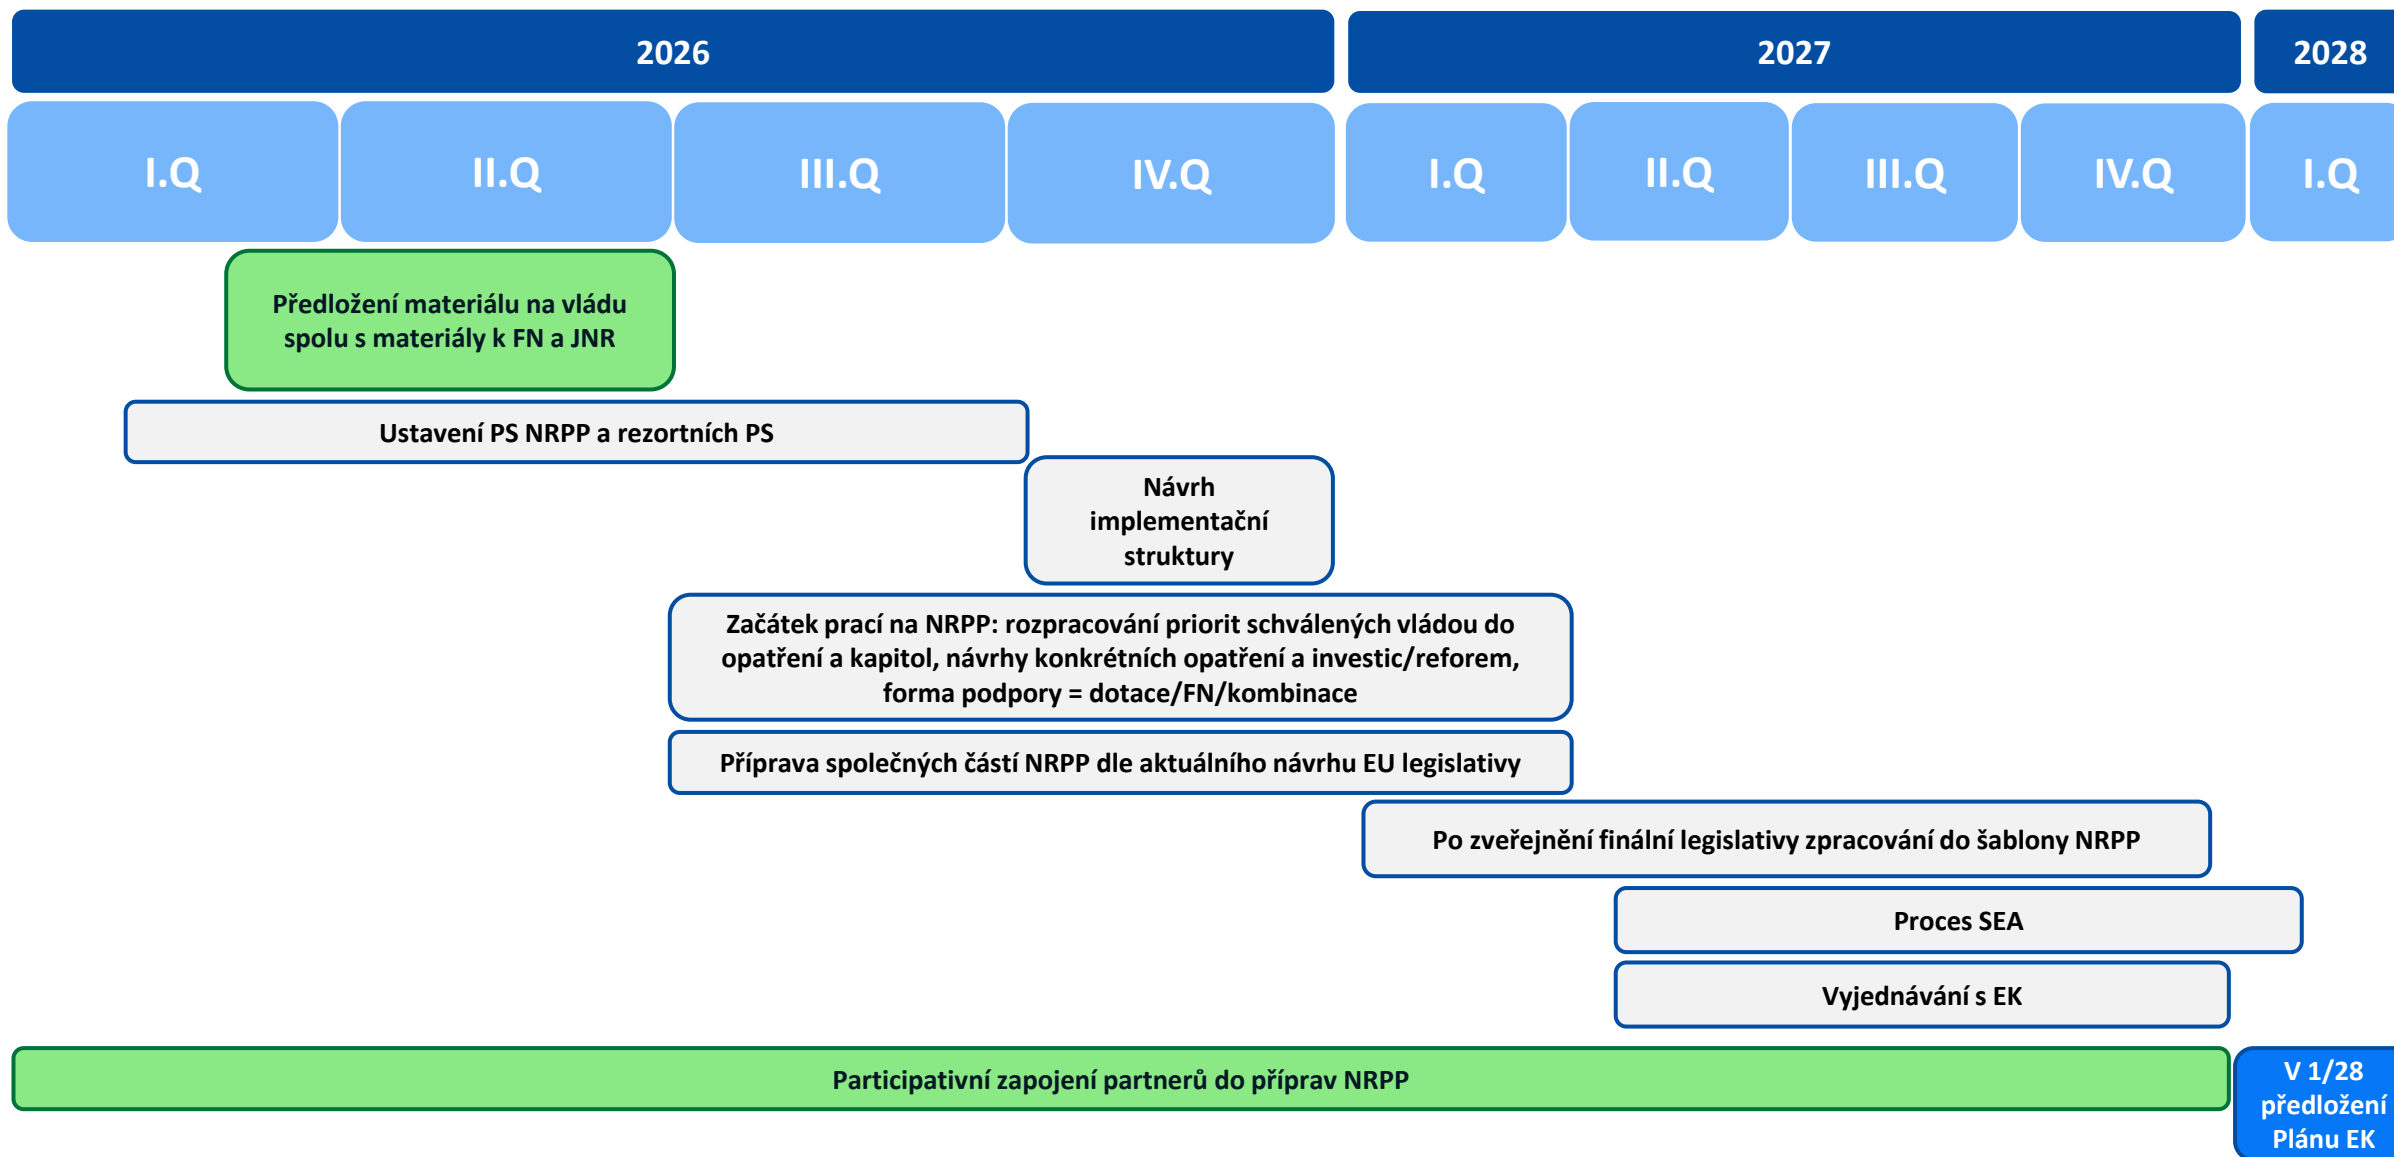 2026
2027
2028
I.Q
II.Q
III.Q
IV.Q
I.Q
II.Q
III.Q
IV.Q
I.Q
Předložení materiálu na vládu
spolu s materiály k FN a JNR
Ustavení PS NRPP a rezortních PS
Návrh
implementační
struktury
Začátek prací na NRPP: rozpracování priorit schválených vládou do
opatření a kapitol, návrhy konkrétních opatření a investic/reforem,
forma podpory = dotace/FN/kombinace
Příprava společných částí NRPP dle aktuálního návrhu EU legislativy
Po zveřejnění finální legislativy zpracování do šablony NRPP
Proces SEA
Vyjednávání s EK
Participativní zapojení partnerů do příprav NRPP
V 1/28
předložení
Plánu EK